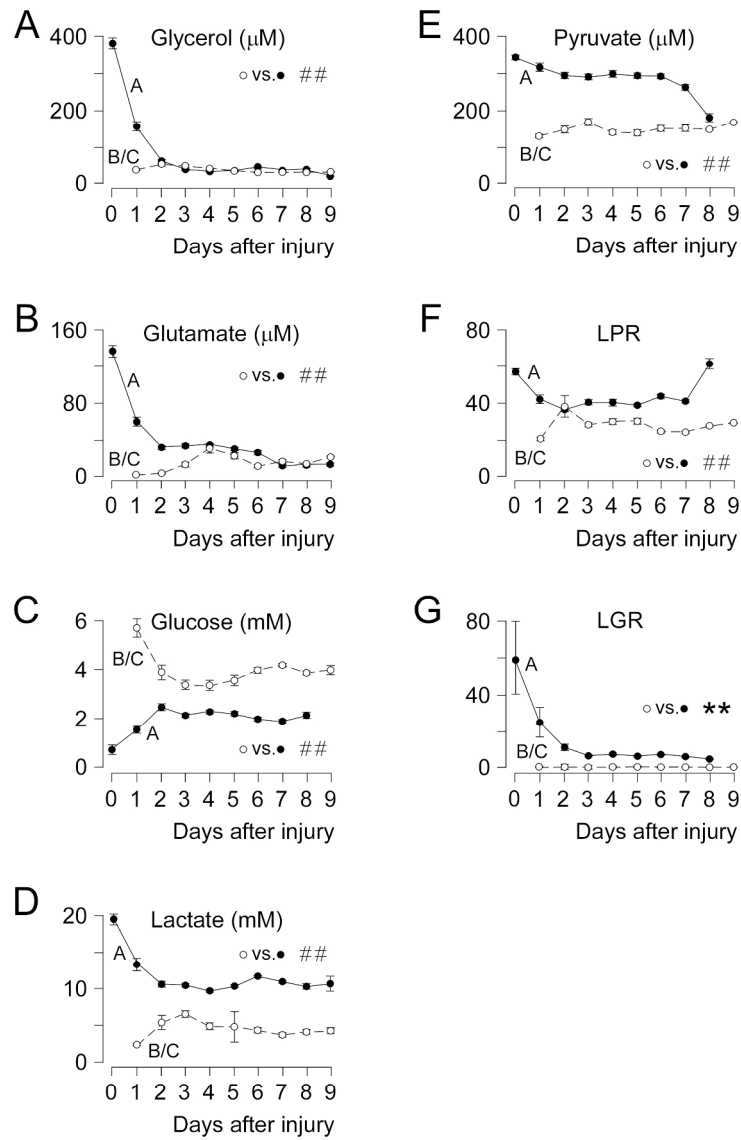 A
Glycerol (μM)
400
200
0
A
B/C
○ vs.● ##
0 1 2 3 4 5 6 7 8 9
Days after injury
B
Glutamate (μM)
160
80
0
A
B/C
○ vs.● ##
0 1 2 3 4 5 6 7 8 9
Days after injury
C
Glucose (mM)
6
4
2
0
B/C
A
○ vs.● ##
0 1 2 3 4 5 6 7 8 9
Days after injury
D
Lactate (mM)
20
10
0
A
B/C
○ vs.● ##
0 1 2 3 4 5 6 7 8 9
Days after injury
E
Pyruvate (μM)
400
200
0
A
B/C
○ vs.● ##
0 1 2 3 4 5 6 7 8 9
Days after injury
F
LPR
80
40
0
A
B/C
○ vs.● ##
0 1 2 3 4 5 6 7 8 9
Days after injury
G
LGR
80
40
0
A
B/C
○ vs.● **
0 1 2 3 4 5 6 7 8 9
Days after injury